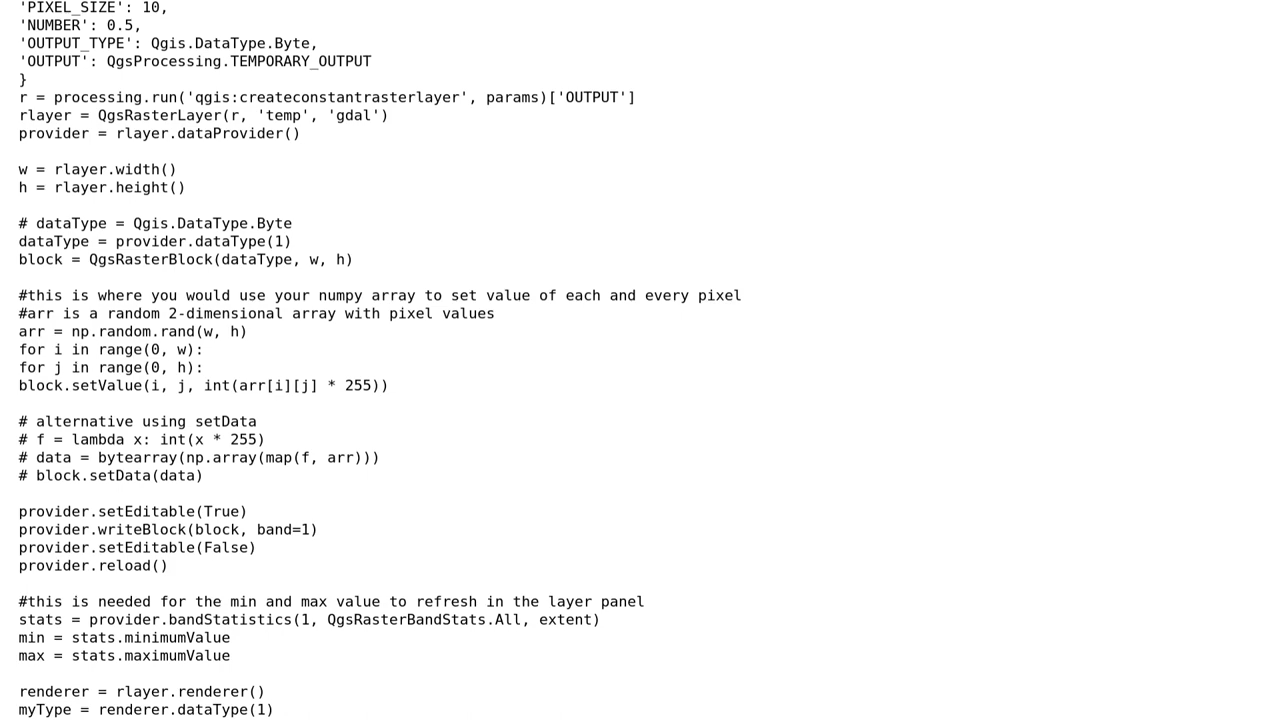 'PIXEL_SIZE': 10,
'NUMBER': 0.5,
'OUTPUT_TYPE': Qgis.DataType.Byte,
'OUTPUT': QgsProcessing.TEMPORARY_OUTPUT
}
r = processing.run('qgis:createconstantrasterlayer', params)['OUTPUT']
rlayer = QgsRasterLayer(r, 'temp', 'gdal')
provider = rlayer.dataProvider()

w = rlayer.width()
h = rlayer.height()

# dataType = Qgis.DataType.Byte
dataType = provider.dataType(1)
block = QgsRasterBlock(dataType, w, h)

#this is where you would use your numpy array to set value of each and every pixel
#arr is a random 2-dimensional array with pixel values
arr = np.random.rand(w, h)
for i in range(0, w):
for j in range(0, h):
block.setValue(i, j, int(arr[i][j] * 255))

# alternative using setData
# f = lambda x: int(x * 255)
# data = bytearray(np.array(map(f, arr)))
# block.setData(data)

provider.setEditable(True)
provider.writeBlock(block, band=1)
provider.setEditable(False)
provider.reload()

#this is needed for the min and max value to refresh in the layer panel
stats = provider.bandStatistics(1, QgsRasterBandStats.All, extent)
min = stats.minimumValue
max = stats.maximumValue

renderer = rlayer.renderer()
myType = renderer.dataType(1)